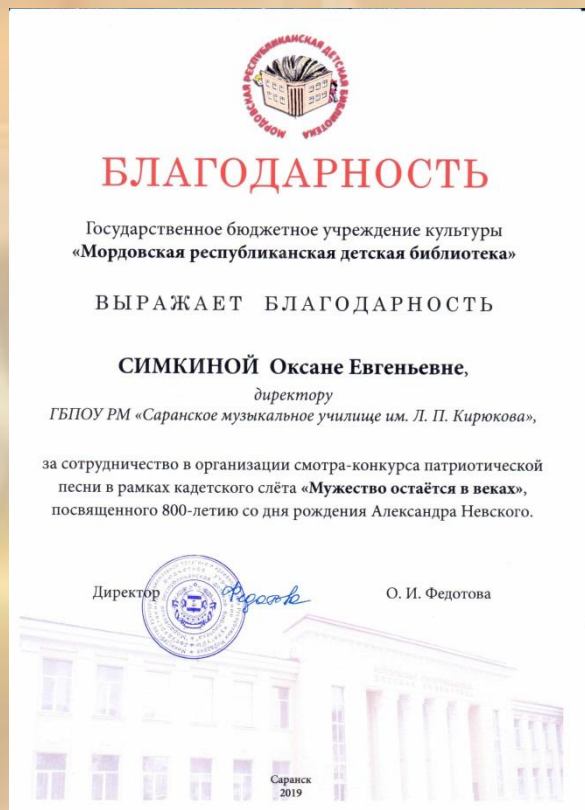 МОРДОВСКАЯ РЕСПУБЛИКАНСКАЯ ДЕТСКАЯ БИБЛИОТЕКА
БЛАГОДАРНОСТЬ
Государственное бюджетное учреждение культуры
«Мордовская республиканская детская библиотека»
ВЫРАЖАЕТ БЛАГОДАРНОСТЬ
СИМКИНОЙ Оксане Евгеньевне,
директору
ГБПОУ РМ «Саранское музыкальное училище им. Л. П. Кирюкова»,
за сотрудничество в организации смотра-конкурса патриотической
песни в рамках кадетского слёта «Мужество остаётся в веках»,
посвященного 800-летию со дня рождения Александра Невского.
Директор
Федотова
О. И. Федотова
Саранск
2019